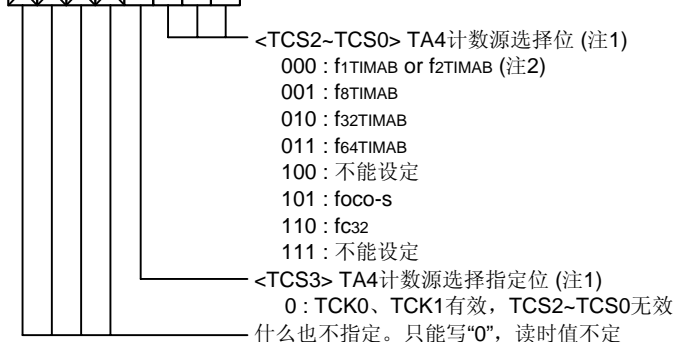 <TCS2~TCS0> TA4计数源选择位 (注1)
000 : f1TIMAB or f2TIMAB (注2)
001 : f8TIMAB
010 : f32TIMAB
011 : f64TIMAB
100 : 不能设定
101 : foco-s
110 : fc32
111 : 不能设定
<TCS3> TA4计数源选择指定位 (注1)
0 : TCK0、TCK1有效，TCS2~TCS0无效
什么也不指定。只能写“0”，读时值不定